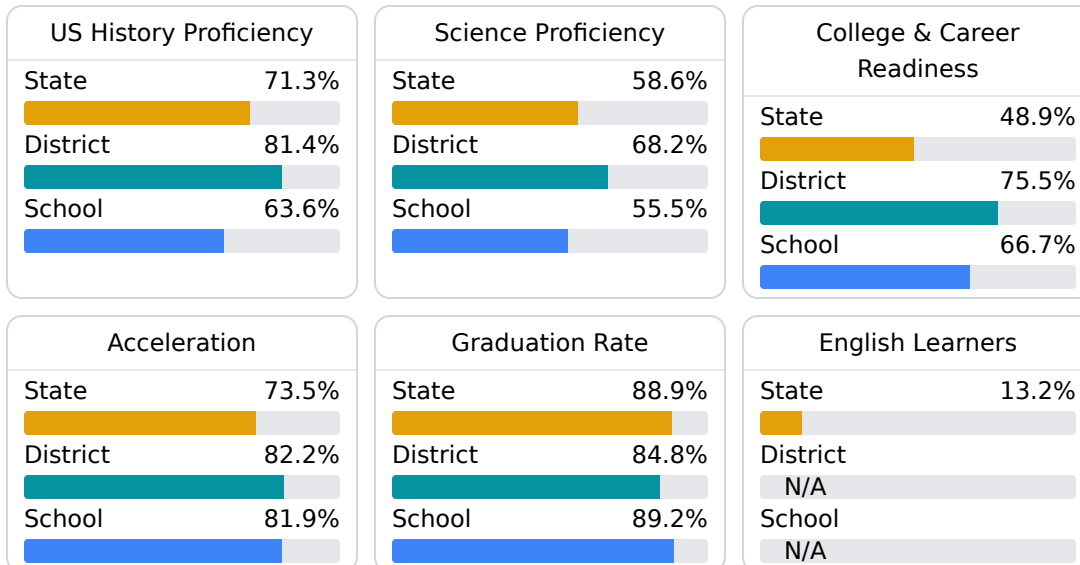 US History Proficiency
State 71.3%
District 81.4%
School 63.6%
Science Proficiency
State 58.6%
District 68.2%
School 55.5%
College & Career
Readiness
State 48.9%
District 75.5%
School 66.7%
Acceleration
State 73.5%
District 82.2%
School 81.9%
Graduation Rate
State 88.9%
District 84.8%
School 89.2%
English Learners
State 13.2%
District
N/A
School
N/A